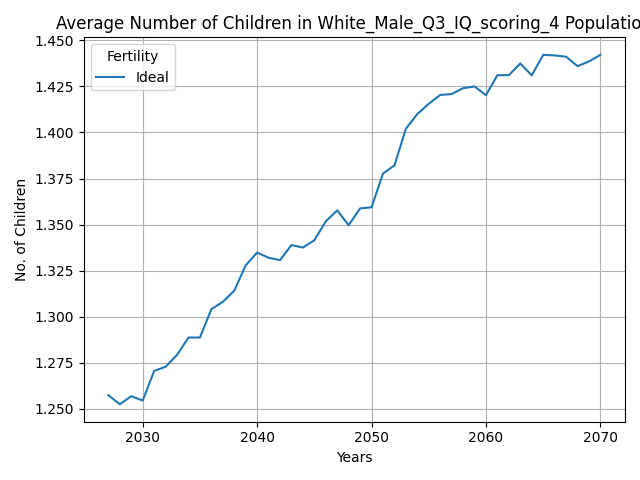 Average Number of Children in White_Male_Q3_IQ_scoring_4 Populatio
Fertility
Ideal
1.450
1.425
1.400
1.375
1.350
1.325
1.300
1.275
1.250
No. of Children
2030 2040 2050 2060 2070
Years